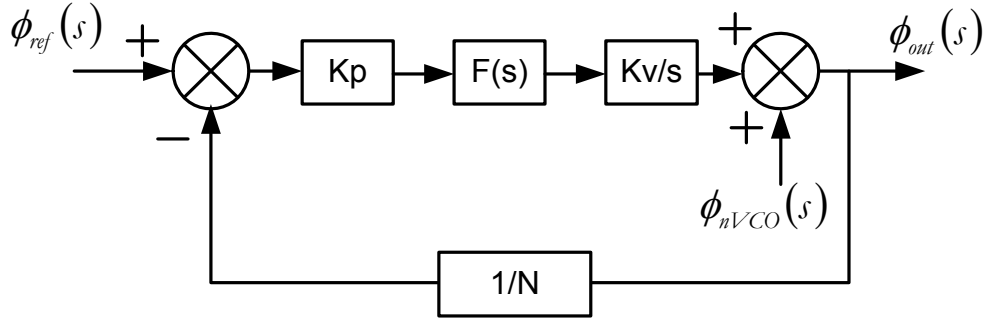 ϕref(s)
+
−
Kp
F(s)
Kv/s
+
+
ϕout(s)
ϕnVCO(s)
1/N